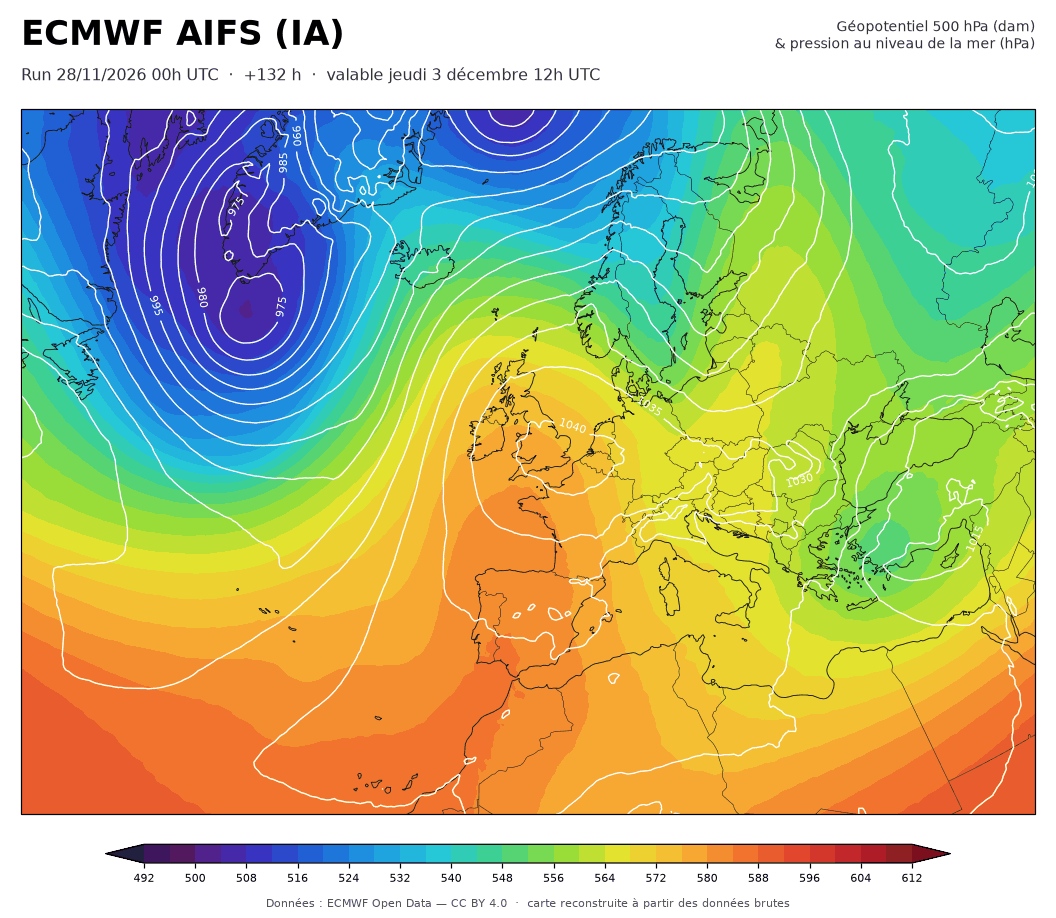 ECMWF AIFS (IA)
Géopotentiel 500 hPa (dam)
& pression au niveau de la mer (hPa)
Run 28/11/2026 00h UTC · +132 h · valable jeudi 3 décembre 12h UTC
990
985
975
995
980
975
1035
1040
1030
1015
492 500 508 516 524 532 540 548 556 564 572 580 588 596 604 612
Données : ECMWF Open Data — CC BY 4.0 · carte reconstruite à partir des données brutes